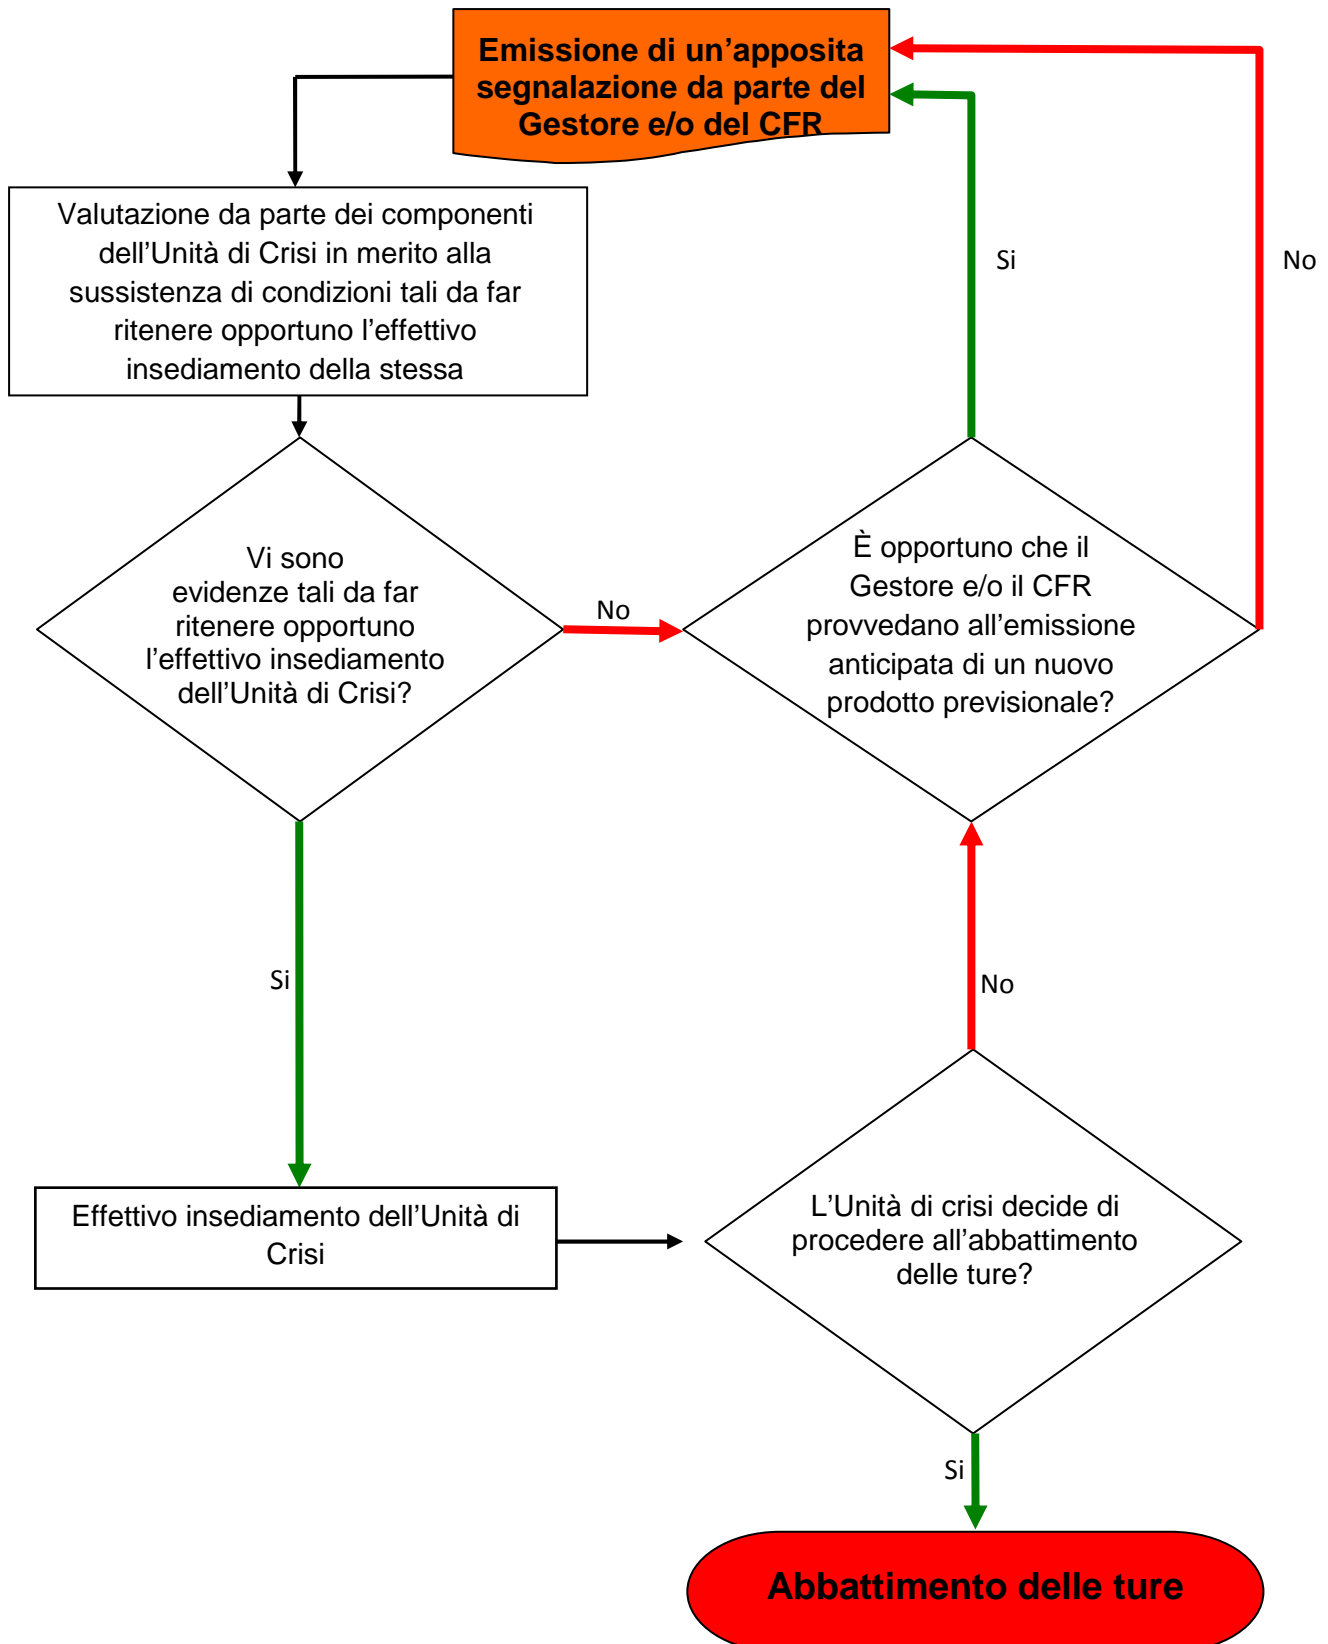 Emissione di un’apposita
segnalazione da parte del
Gestore e/o del CFR
Valutazione da parte dei componenti
dell’Unità di Crisi in merito alla
sussistenza di condizioni tali da far
ritenere opportuno l’effettivo
insediamento della stessa
Si
No
Vi sono
evidenze tali da far
ritenere opportuno
l’effettivo insediamento
dell’Unità di Crisi?
No
È opportuno che il
Gestore e/o il CFR
provvedano all’emissione
anticipata di un nuovo
prodotto previsionale?
Si
No
Effettivo insediamento dell’Unità di
Crisi
L’Unità di crisi decide di
procedere all’abbattimento
delle ture?
Si
Abbattimento delle ture